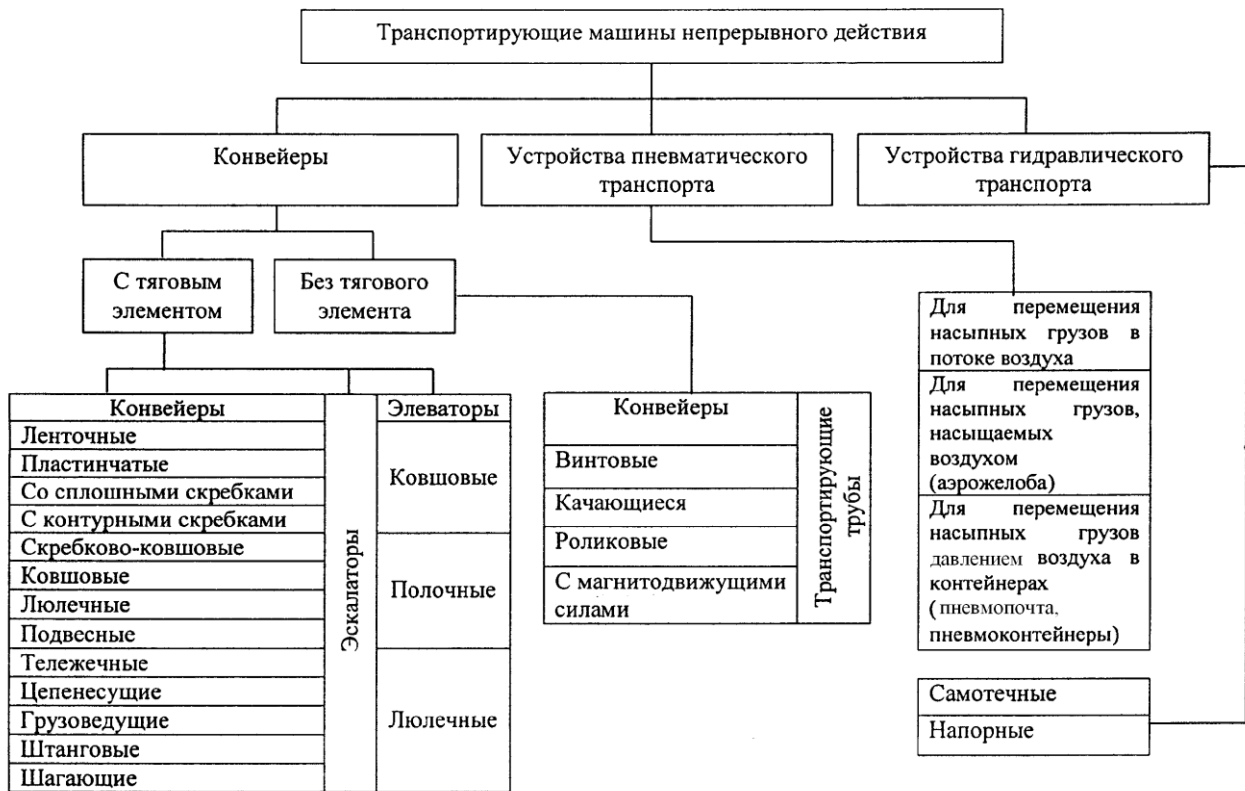 Транспортирующие машины непрерывного действия
Конвейеры
Устройства пневматического
транспорта
Устройства гидравлического
транспорта
С тяговым
элементом
Без тягового
элемента
Конвейеры
Ленточные
Пластинчатые
Со сплошными скребками
С контурными скребками
Скребково-ковшовые
Ковшовые
Люлечные
Подвесные
Тележечные
Цепенесущие
Грузоведущие
Штанговые
Шагающие
Эскалаторы
Элеваторы
Ковшовые
Полочные
Люлечные
Конвейеры
Винтовые
Качающиеся
Роликовые
С магнитодвижущими
силами
Транспортирующие
трубы
Для перемещения
насыпных грузов в
потоке воздуха
Для перемещения
насыпных грузов,
насыщаемых
воздухом
(аэрожелоба)
Для перемещения
насыпных грузов
давлением воздуха в
контейнерах
(пневмопочта,
пневмоконтейнеры)
Самотечные
Напорные